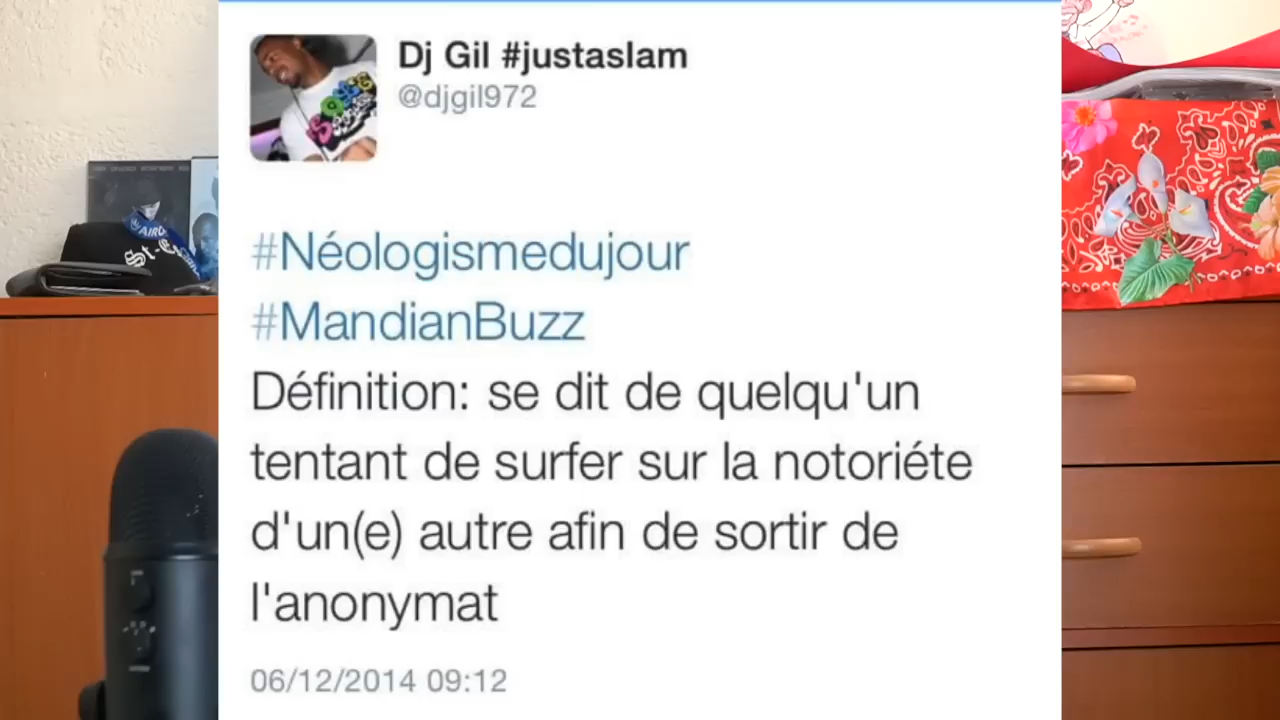 Dj Gil #justaslam
@djgil972
#Néologismedujour
#MandianBuzz
Définition: se dit de quelqu'un
tentant de surfer sur la notoriéte
d'un(e) autre afin de sortir de
l'anonymat
06/12/2014 09:12